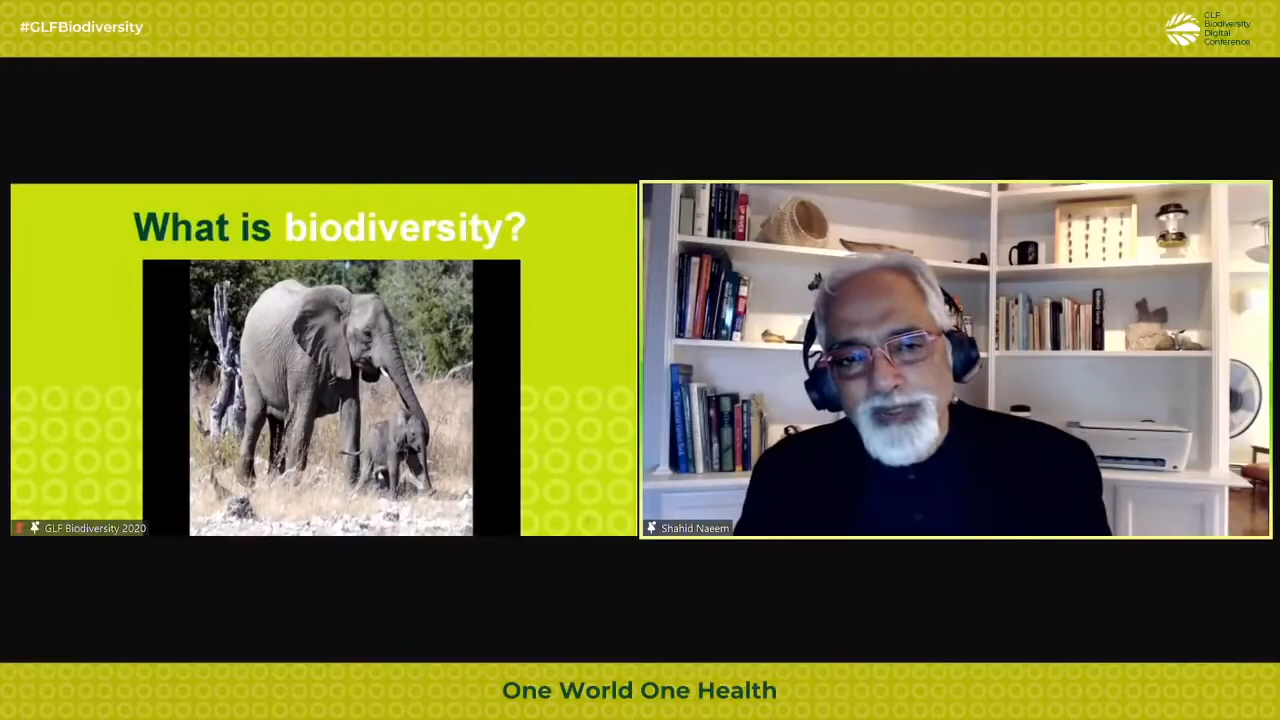 #GLFBiodiversity
GLF
Biodiversity
Digital
Conference
What is biodiversity?
GLF Biodiversity 2020
Shahid Naeem
One World One Health